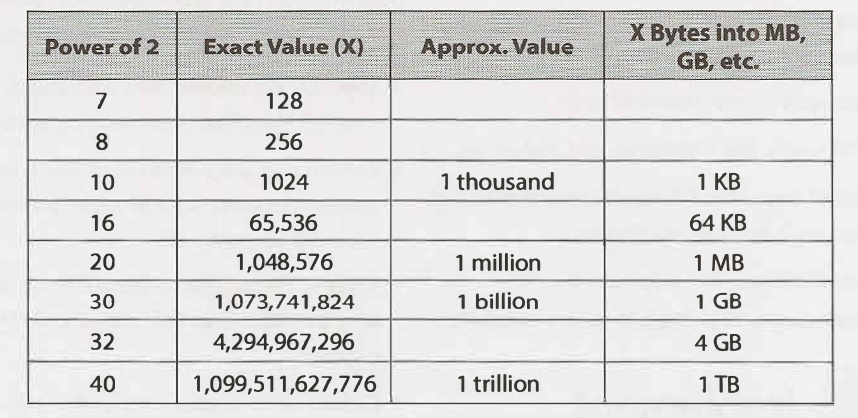 Power of 2 Exact Value (X) Approx. Value X Bytes into MB,
GB, etc.
7 128
8 256
10 1024 1 thousand 1 KB
16 65,536 64 KB
20 1,048,576 1 million 1 MB
30 1,073,741,824 1 billion 1 GB
32 4,294,967,296 4 GB
40 1,099,511,627,776 1 trillion 1 TB